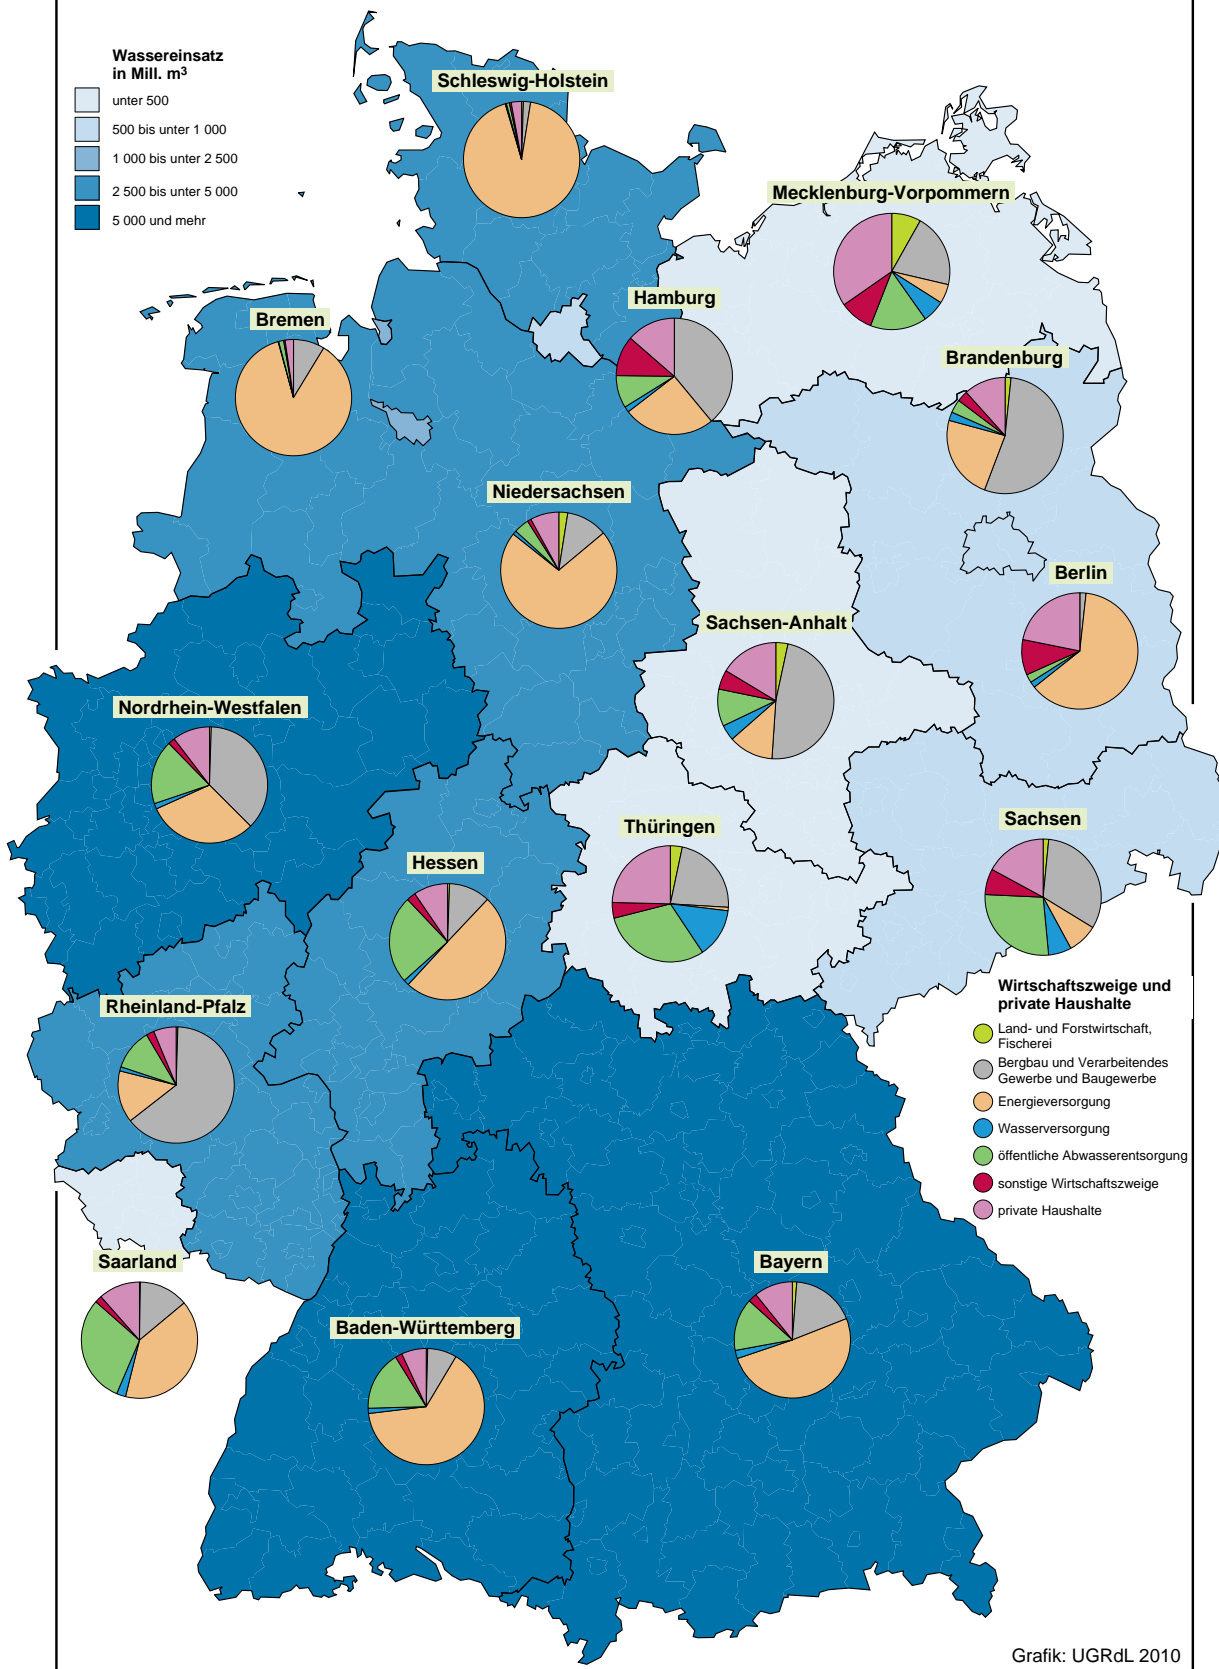 Wassereinsatz
in Mill. m³
unter 500
500 bis unter 1 000
1 000 bis unter 2 500
2 500 bis unter 5 000
5 000 und mehr
Schleswig-Holstein
Mecklenburg-Vorpommern
Hamburg
Bremen
Brandenburg
Niedersachsen
Berlin
Sachsen-Anhalt
Nordrhein-Westfalen
Thüringen
Sachsen
Hessen
Rheinland-Pfalz
Wirtschaftszweige und
private Haushalte
Land- und Forstwirtschaft,
Fischerei
Bergbau und Verarbeitendes
Gewerbe und Baugewerbe
Energieversorgung
Wasserversorgung
öffentliche Abwasserentsorgung
sonstige Wirtschaftszweige
private Haushalte
Saarland
Bayern
Baden-Württemberg
Grafik: UGRdL 2010